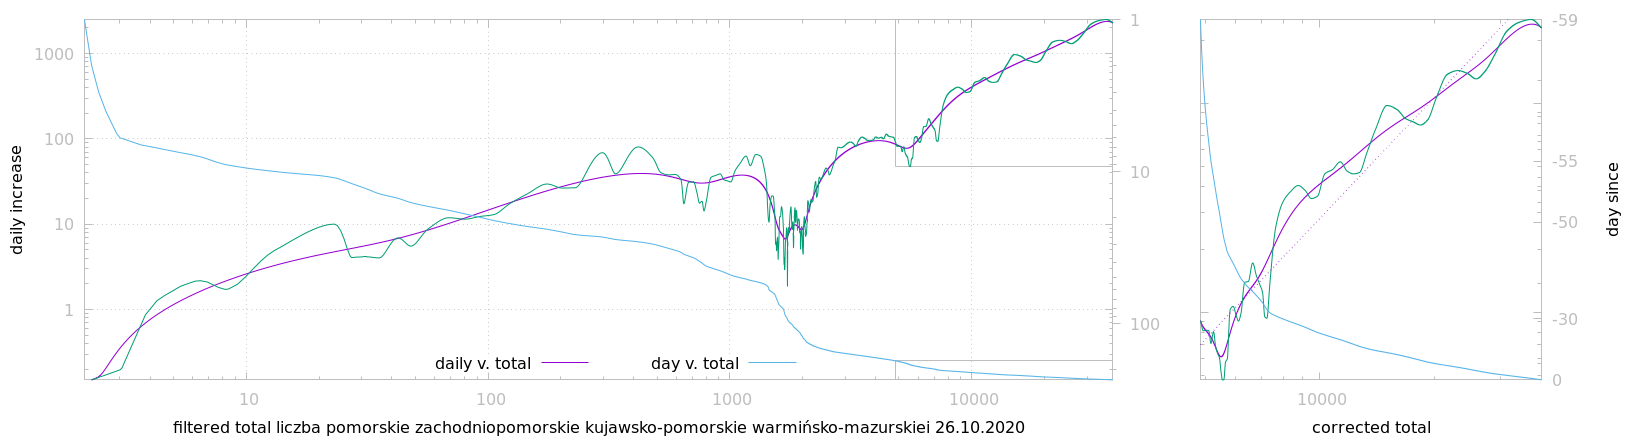 1000
100
10
1
daily increase
10
100
1000
10000
1
10
100
daily v. total
day v. total
filtered total liczba pomorskie zachodniopomorskie kujawsko-pomorskie warmińsko-mazurskiei 26.10.2020
-59
-55
-50
-30
0
day since
10000
corrected total